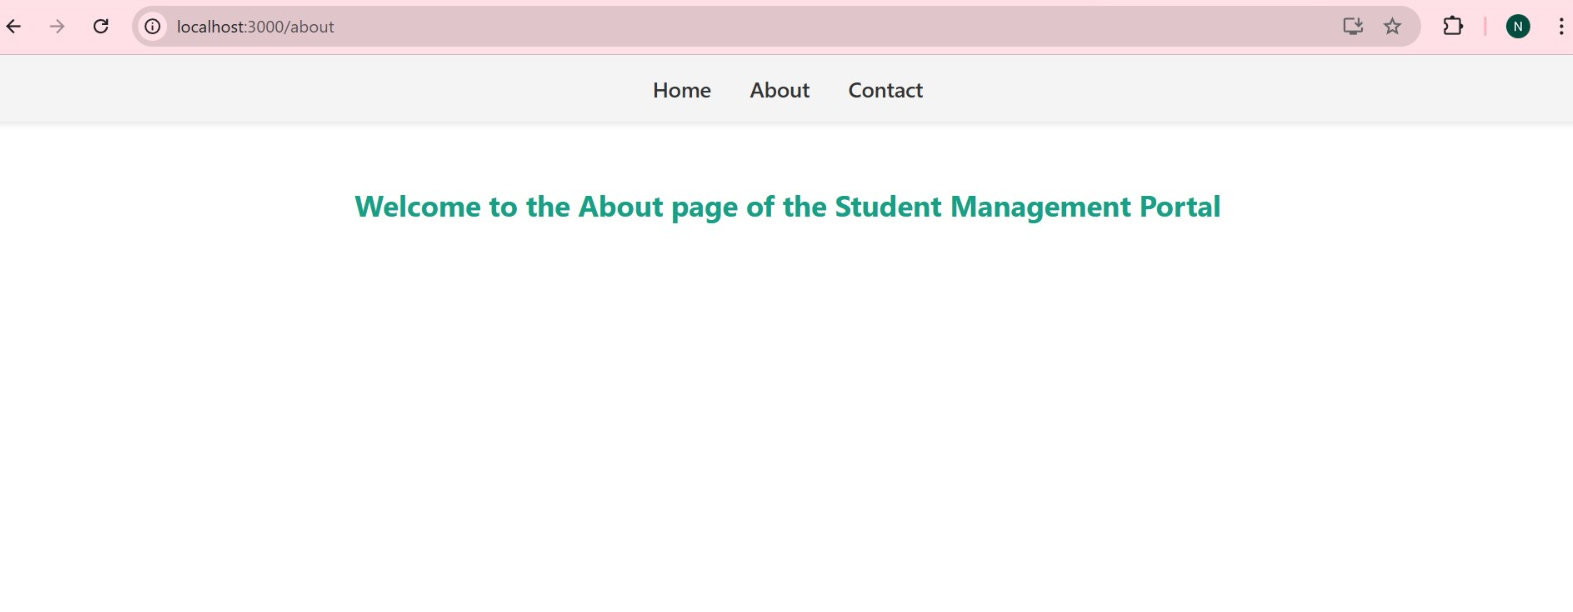 localhost:3000/about
N
Home About Contact
Welcome to the About page of the Student Management Portal